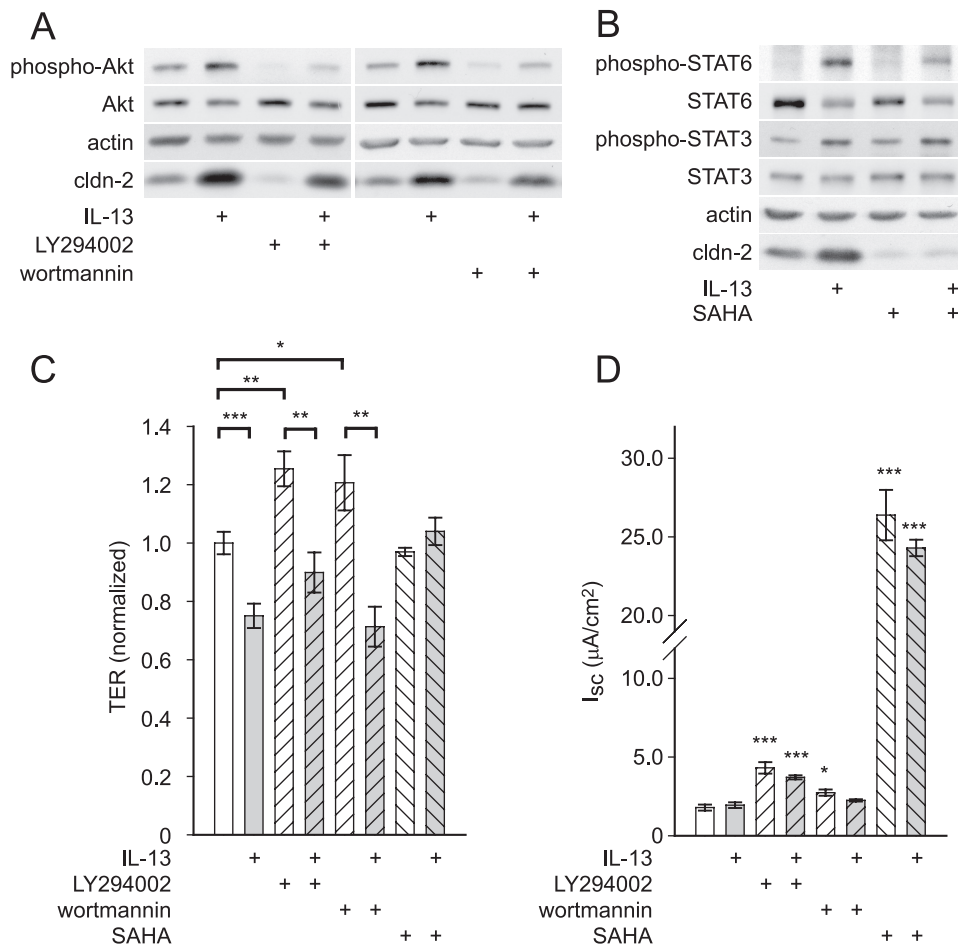 A
phospho-Akt
Akt
actin
cldn-2
IL-13 + + + +
LY294002 + +
wortmannin + +
B
phospho-STAT6
STAT6
phospho-STAT3
STAT3
actin
cldn-2
IL-13 + +
SAHA + +
C
*
**
*** ** **
1.4
1.2
1.0
0.8
0.6
0.4
0.2
0
TER (normalized)
IL-13 + + + +
LY294002 + +
wortmannin + +
SAHA + +
D
30.0
25.0
20.0
10.0
5.0
0
Isc (µA/cm²)
*** *** * *** ***
IL-13 + + + +
LY294002 + +
wortmannin + +
SAHA + +